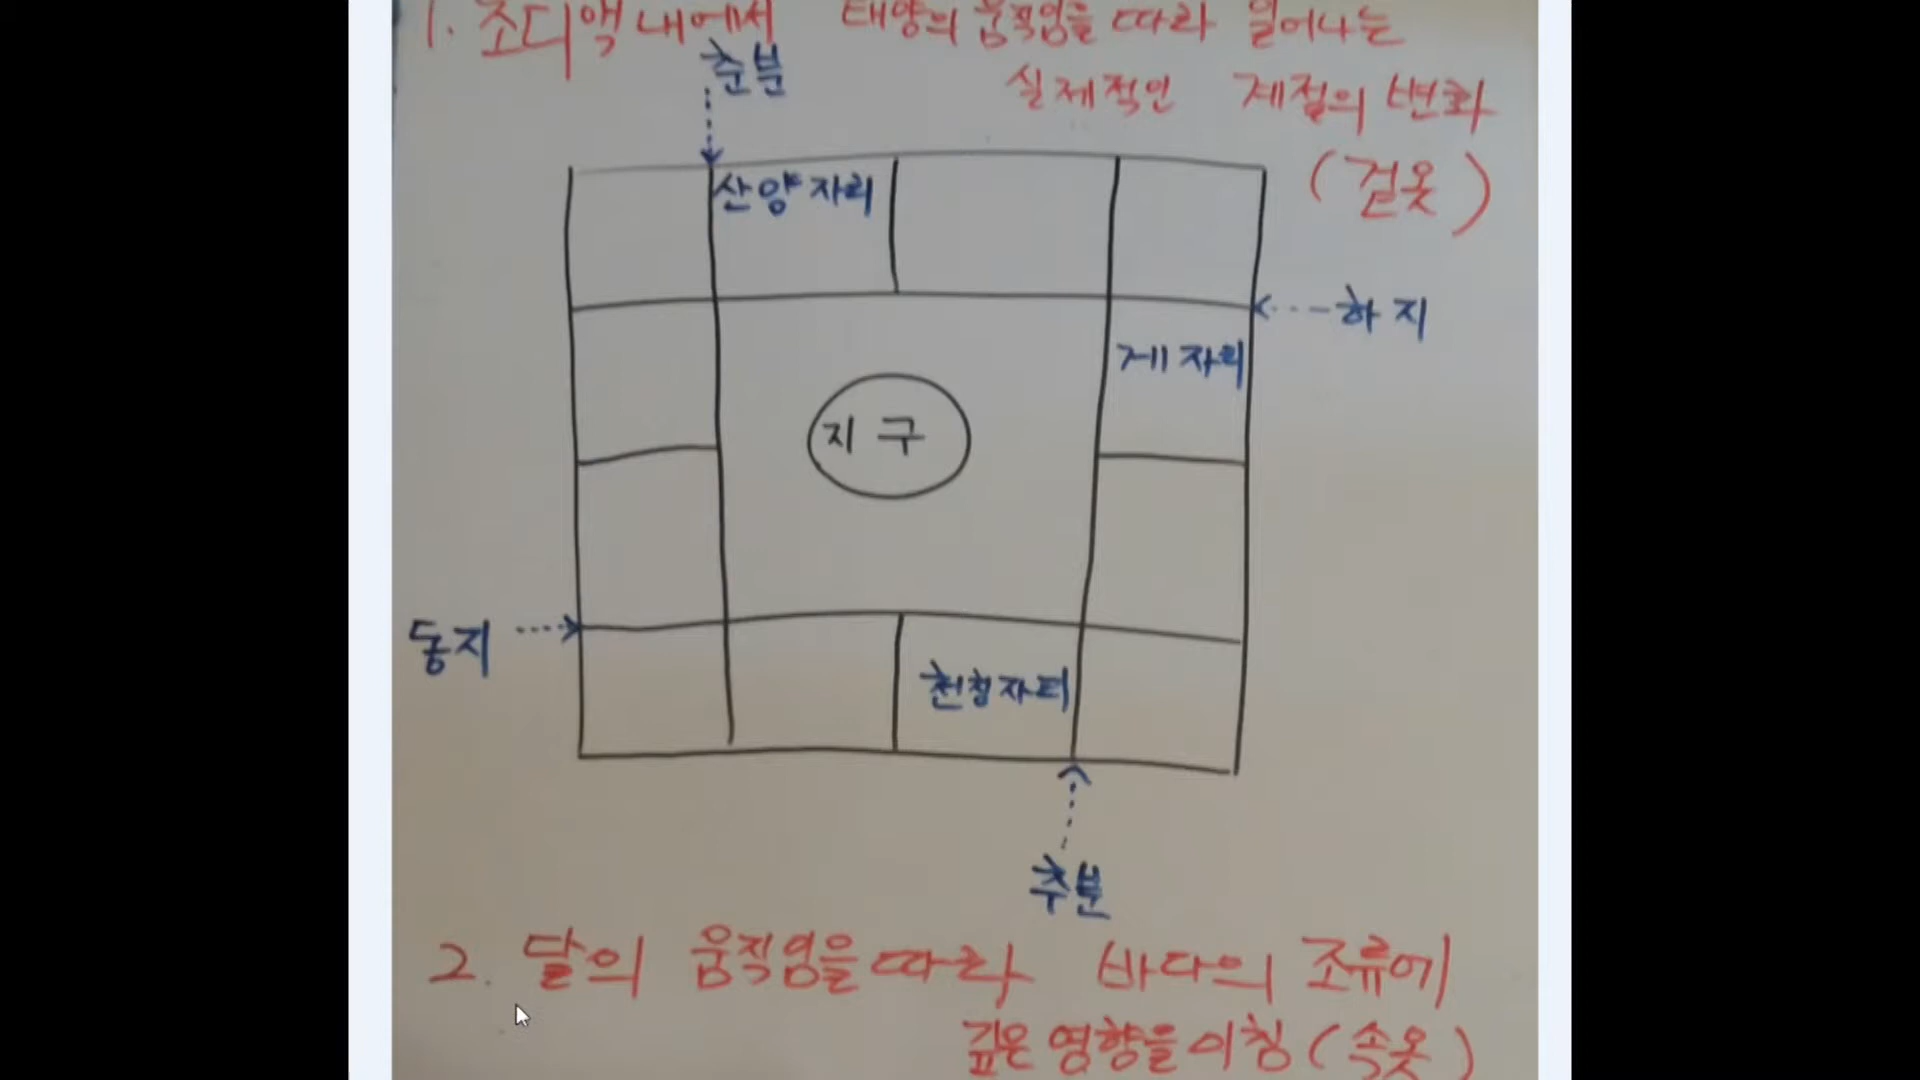 1. 조디액 내에서 태양의 움직임을 따라 일어나는
실제적인 계절의 변화
(겉옷)
춘분
산양자리
하지
게자리
지구
동지
천칭자리
추분
2. 달의 움직임을 따라 바다의 조류에
깊은 영향을 미침 (속옷)